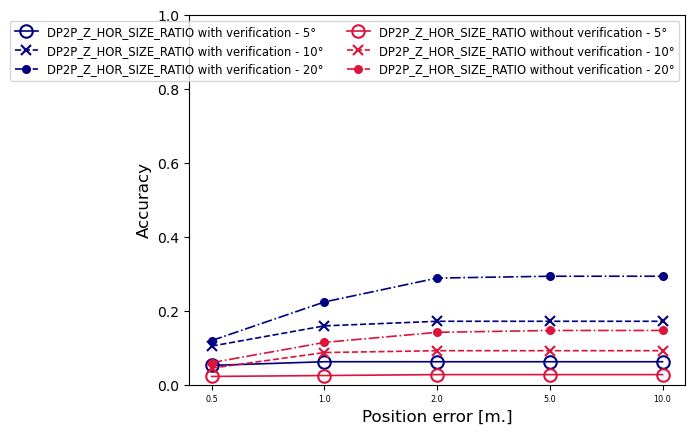 1.0
DP2P_Z_HOR_SIZE_RATIO with verification - 5° DP2P_Z_HOR_SIZE_RATIO without verification - 5°
DP2P_Z_HOR_SIZE_RATIO with verification - 10° DP2P_Z_HOR_SIZE_RATIO without verification - 10°
DP2P_Z_HOR_SIZE_RATIO with verification - 20° DP2P_Z_HOR_SIZE_RATIO without verification - 20°
0.8
0.6
0.4
0.2
0.0
Accuracy
0.5 1.0 2.0 5.0 10.0
Position error [m.]